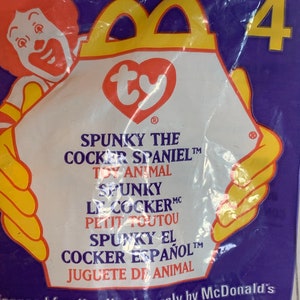 4
ty
®
®
SPUNKY THE
COCKER SPANIEL™
TOY ANIMAL
SPUNKY
LE COCKER MC
PETIT TOUTOU
SPUNKY EL
COCKER ESPAÑOL™
JUGUETE DE ANIMAL
by McDonald's